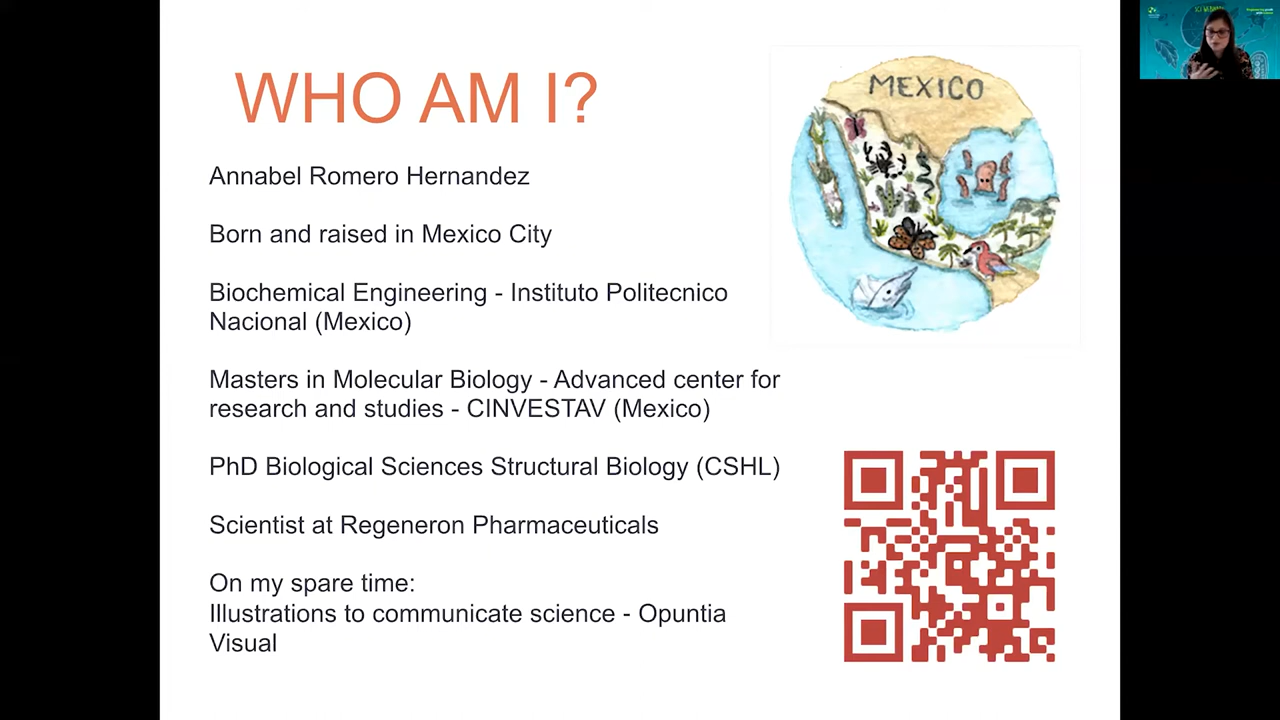 WHO AM I?
MEXICO
Annabel Romero Hernandez
Born and raised in Mexico City
Biochemical Engineering - Instituto Politecnico
Nacional (Mexico)
Masters in Molecular Biology - Advanced center for
research and studies - CINVESTAV (Mexico)
PhD Biological Sciences Structural Biology (CSHL)
Scientist at Regeneron Pharmaceuticals
On my spare time:
Illustrations to communicate science - Opuntia
Visual